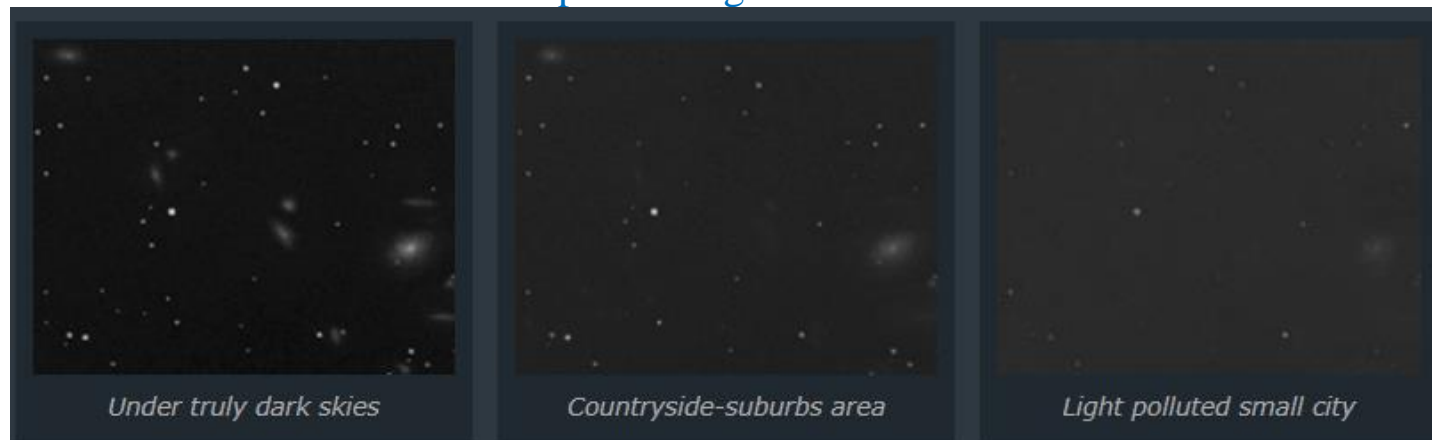 Under truly dark skies
Countryside-suburbs area
Light polluted small city